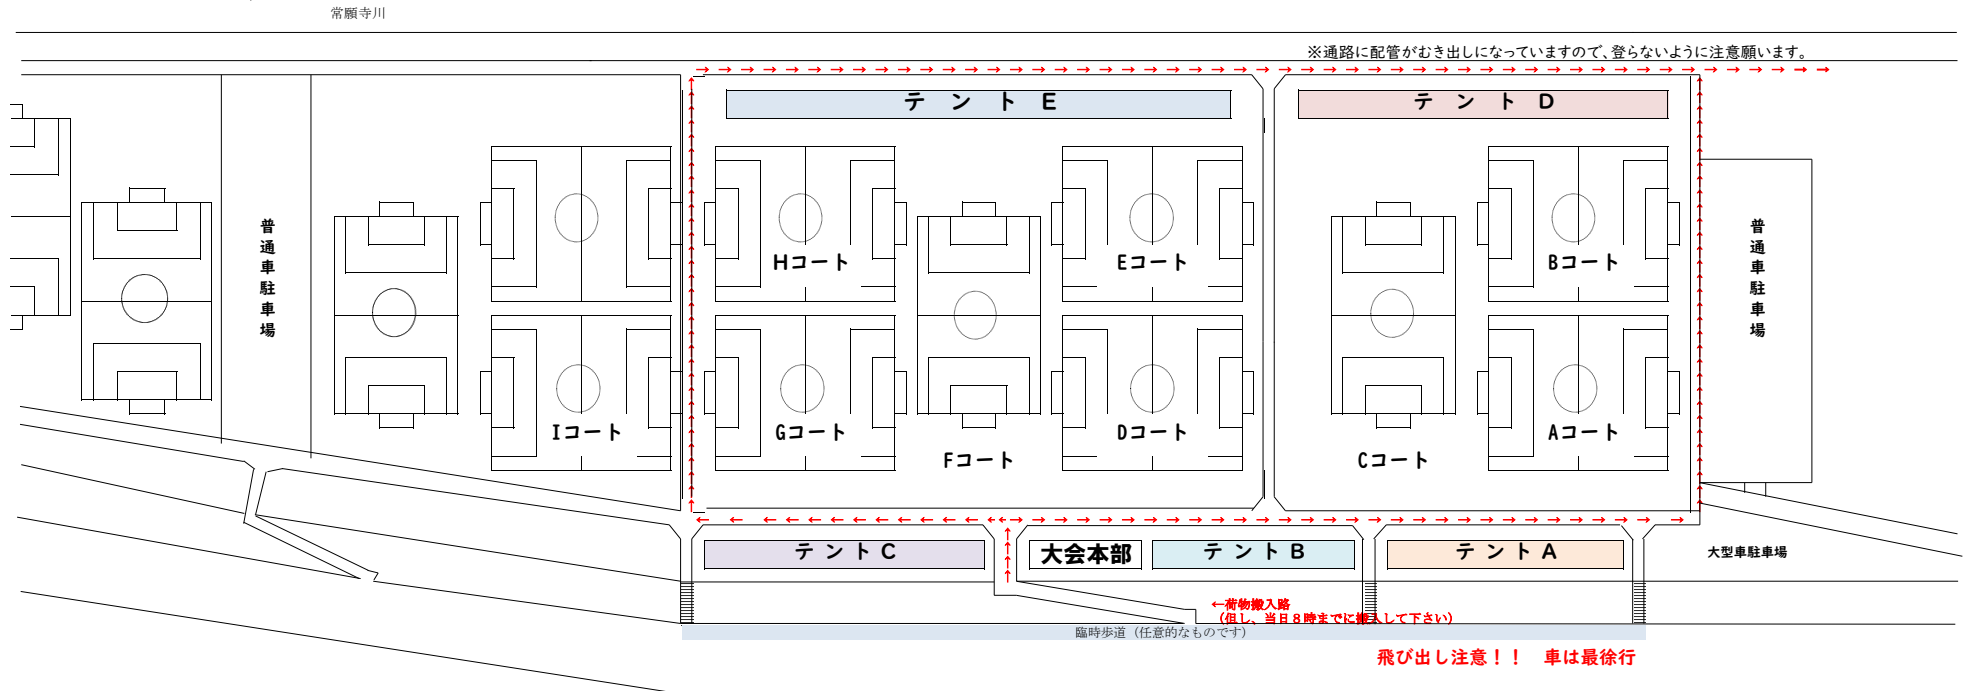 常願寺川
※通路に配管がむき出しになっていますので、登らないように注意願います。
テントE
テントD
普通車駐車場
Hコート
Eコート
Bコート
普通車駐車場
Iコート
Gコート
Fコート
Dコート
Cコート
Aコート
テントC
大会本部
テントB
テントA
大型車駐車場
←荷物搬入路
(但し、当日8時までに搬入して下さい)
臨時歩道(任意的なものです)
飛び出し注意!! 車は最徐行